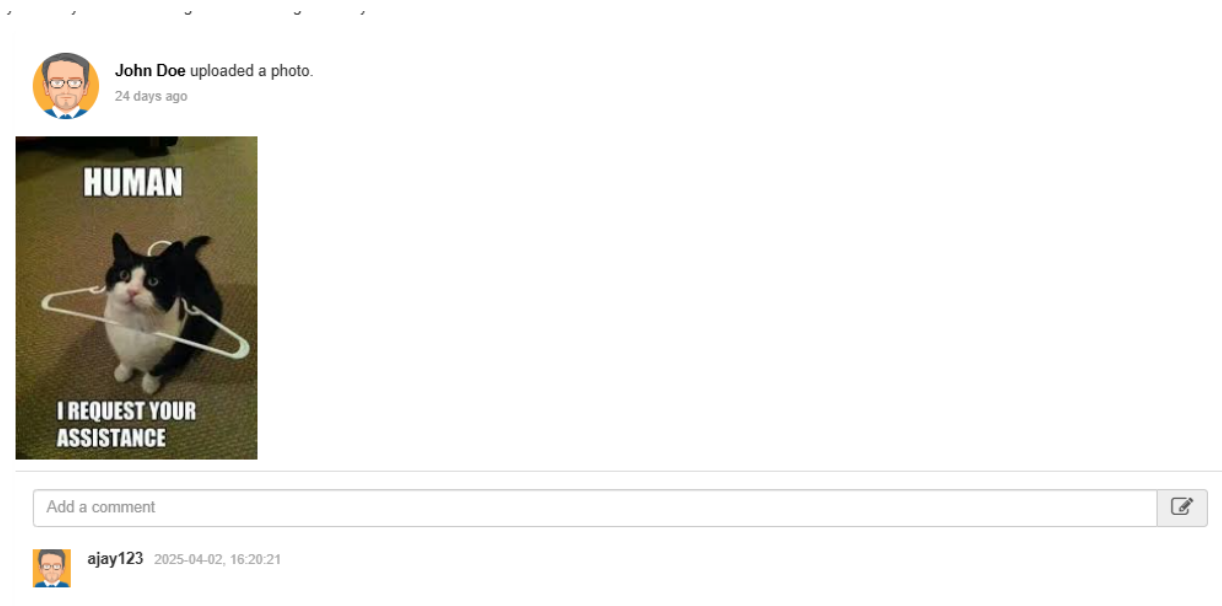 John Doe uploaded a photo.
24 days ago
HUMAN
I REQUEST YOUR
ASSISTANCE
Add a comment
ajay123 2025-04-02, 16:20:21